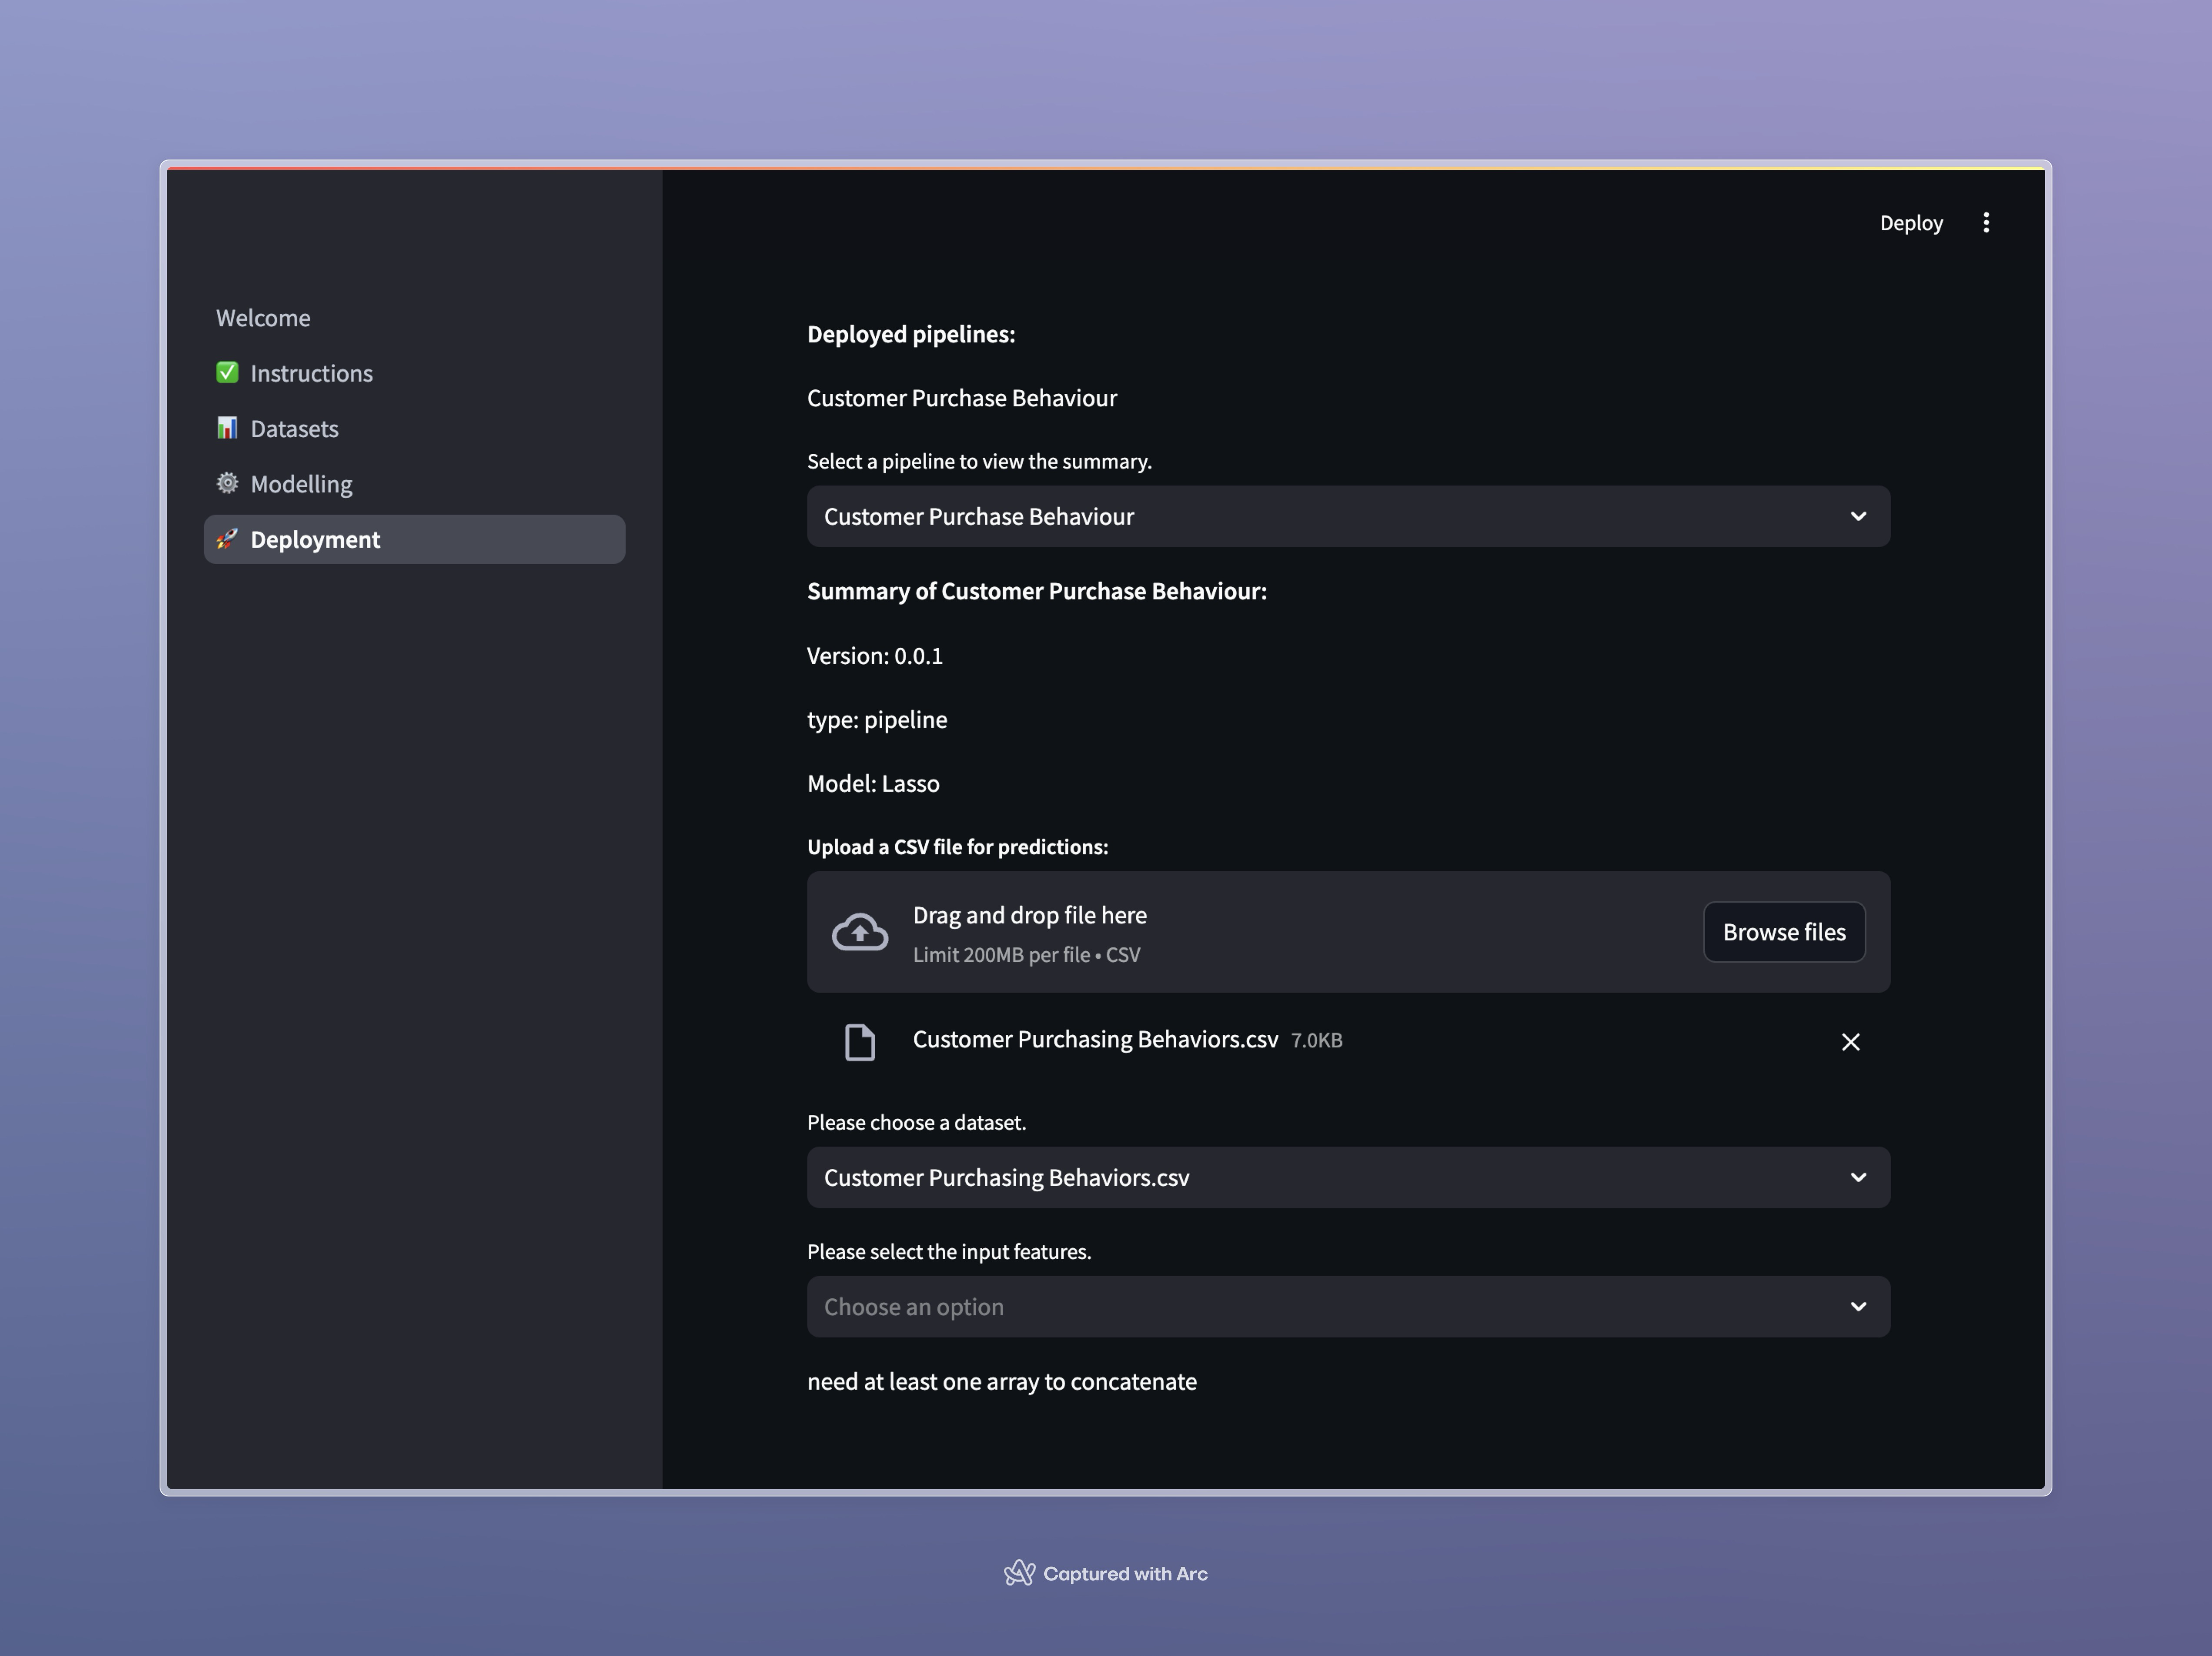 Deploy
Welcome
Instructions
Datasets
Modelling
Deployment
Deployed pipelines:
Customer Purchase Behaviour
Select a pipeline to view the summary.
Customer Purchase Behaviour
Summary of Customer Purchase Behaviour:
Version: 0.0.1
type: pipeline
Model: Lasso
Upload a CSV file for predictions:
Drag and drop file here
Limit 200MB per file • CSV
Browse files
Customer Purchasing Behaviors.csv 7.0KB
Please choose a dataset.
Customer Purchasing Behaviors.csv
Please select the input features.
Choose an option
need at least one array to concatenate
Captured with Arc